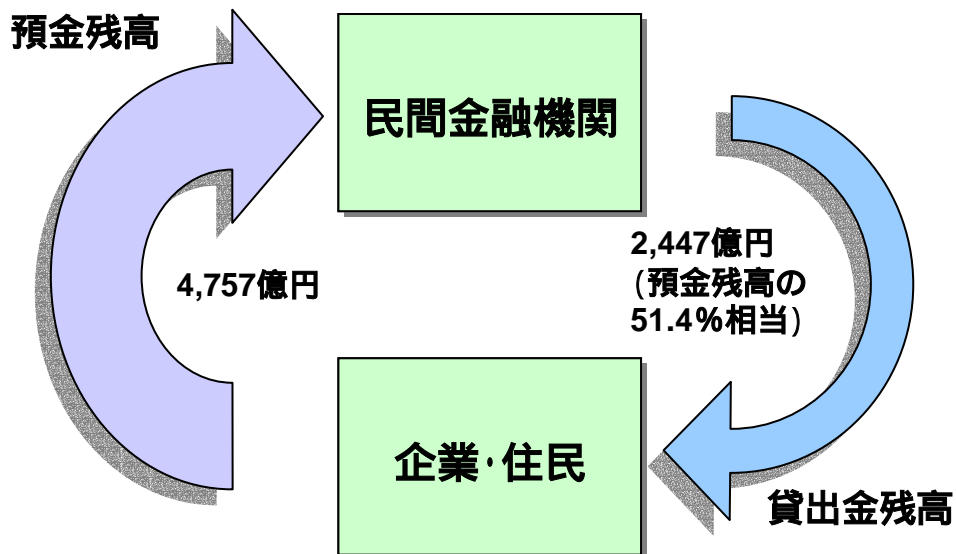 預金残高
民間金融機関
4,757億円
2,447億円
(預金残高の
51.4%相当)
企業・住民
貸出金残高